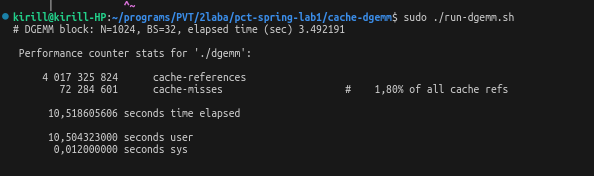 ^~
kirill@kirill-HP:~/programs/PVT/2laba/pct-spring-lab1/cache-dgemm$ sudo ./run-dgemm.sh
# DGEMM block: N=1024, BS=32, elapsed time (sec) 3.492191
Performance counter stats for './dgemm':
4 017 325 824 cache-references
72 284 601 cache-misses # 1,80% of all cache refs
10,518605606 seconds time elapsed
10,504323000 seconds user
0,012000000 seconds sys